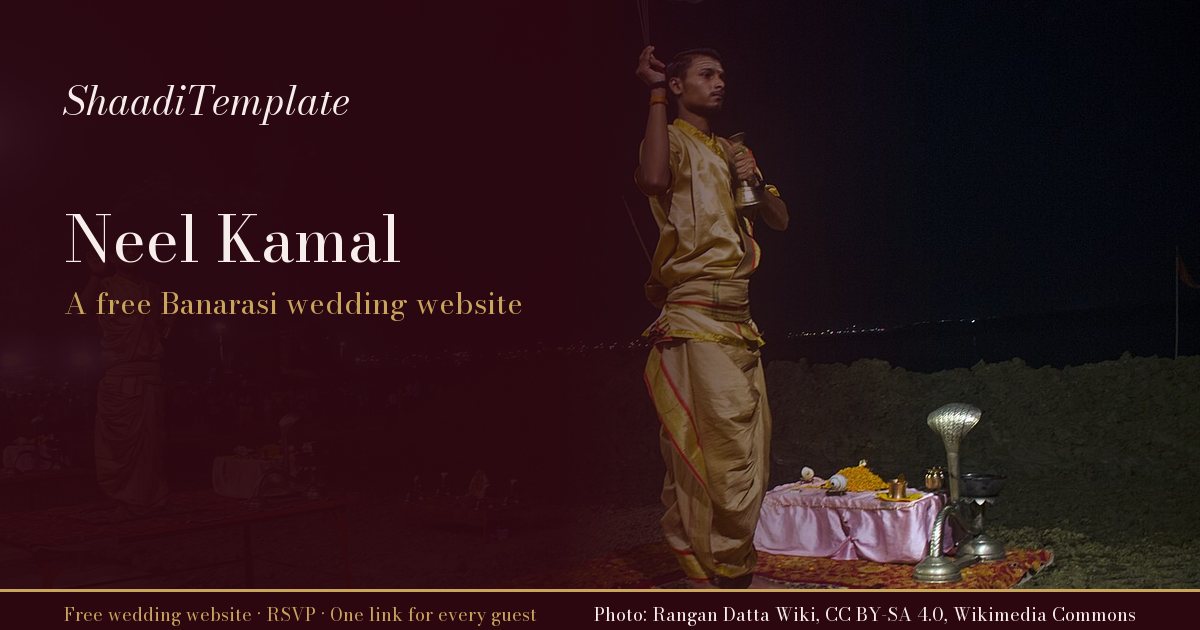 ShaadiTemplate
Neel Kamal
A free Banarasi wedding website
Free wedding website · RSVP · One link for every guest
Photo: Rangan Datta Wiki, CC BY-SA 4.0, Wikimedia Commons